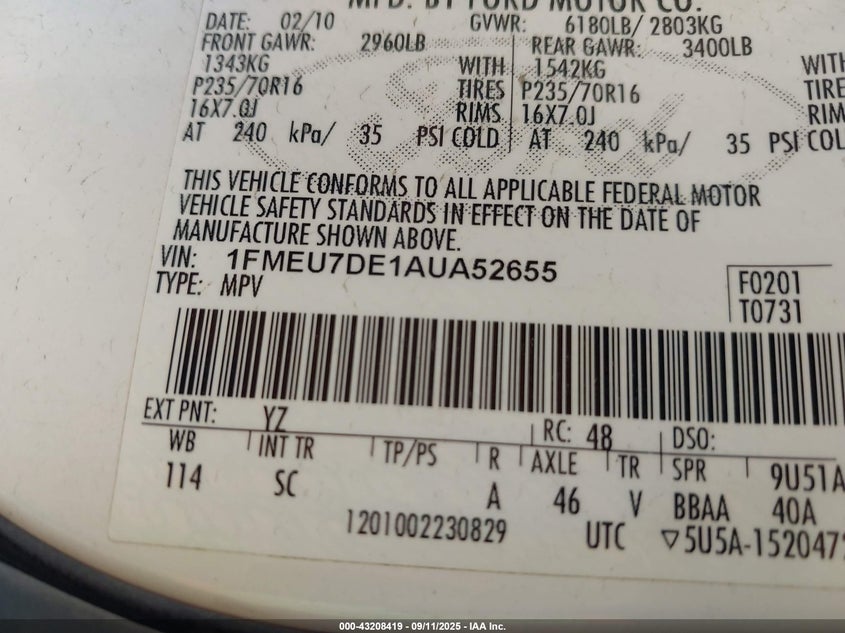 MFD. BY FORD MOTOR CO.
DATE: 02/10 GVWR: 6180LB/ 2803KG
FRONT GAWR: 2960LB REAR GAWR: 3400LB
1343KG WITH 1542KG WITH
P235/70R16 TIRES P235/70R16 TIRE
16X7.0J RIMS 16X7.0J RIM
AT 240 kPa/ 35 PSI COLD AT 240 kPa/ 35 PSI COL
THIS VEHICLE CONFORMS TO ALL APPLICABLE FEDERAL MOTOR
VEHICLE SAFETY STANDARDS IN EFFECT ON THE DATE OF
MANUFACTURE SHOWN ABOVE.
VIN: 1FMEU7DE1AUA52655
TYPE: MPV
F0201
T0731
EXT PNT: YZ RC: 48 DSO:
WB INT TR TP/PS R AXLE TR SPR 9U51A
114 SC A 46 V BBAA 40A
1201002230829 UTC ▽5U5A-1520472
000-43208419 - 09/11/2025 - IAA Inc.